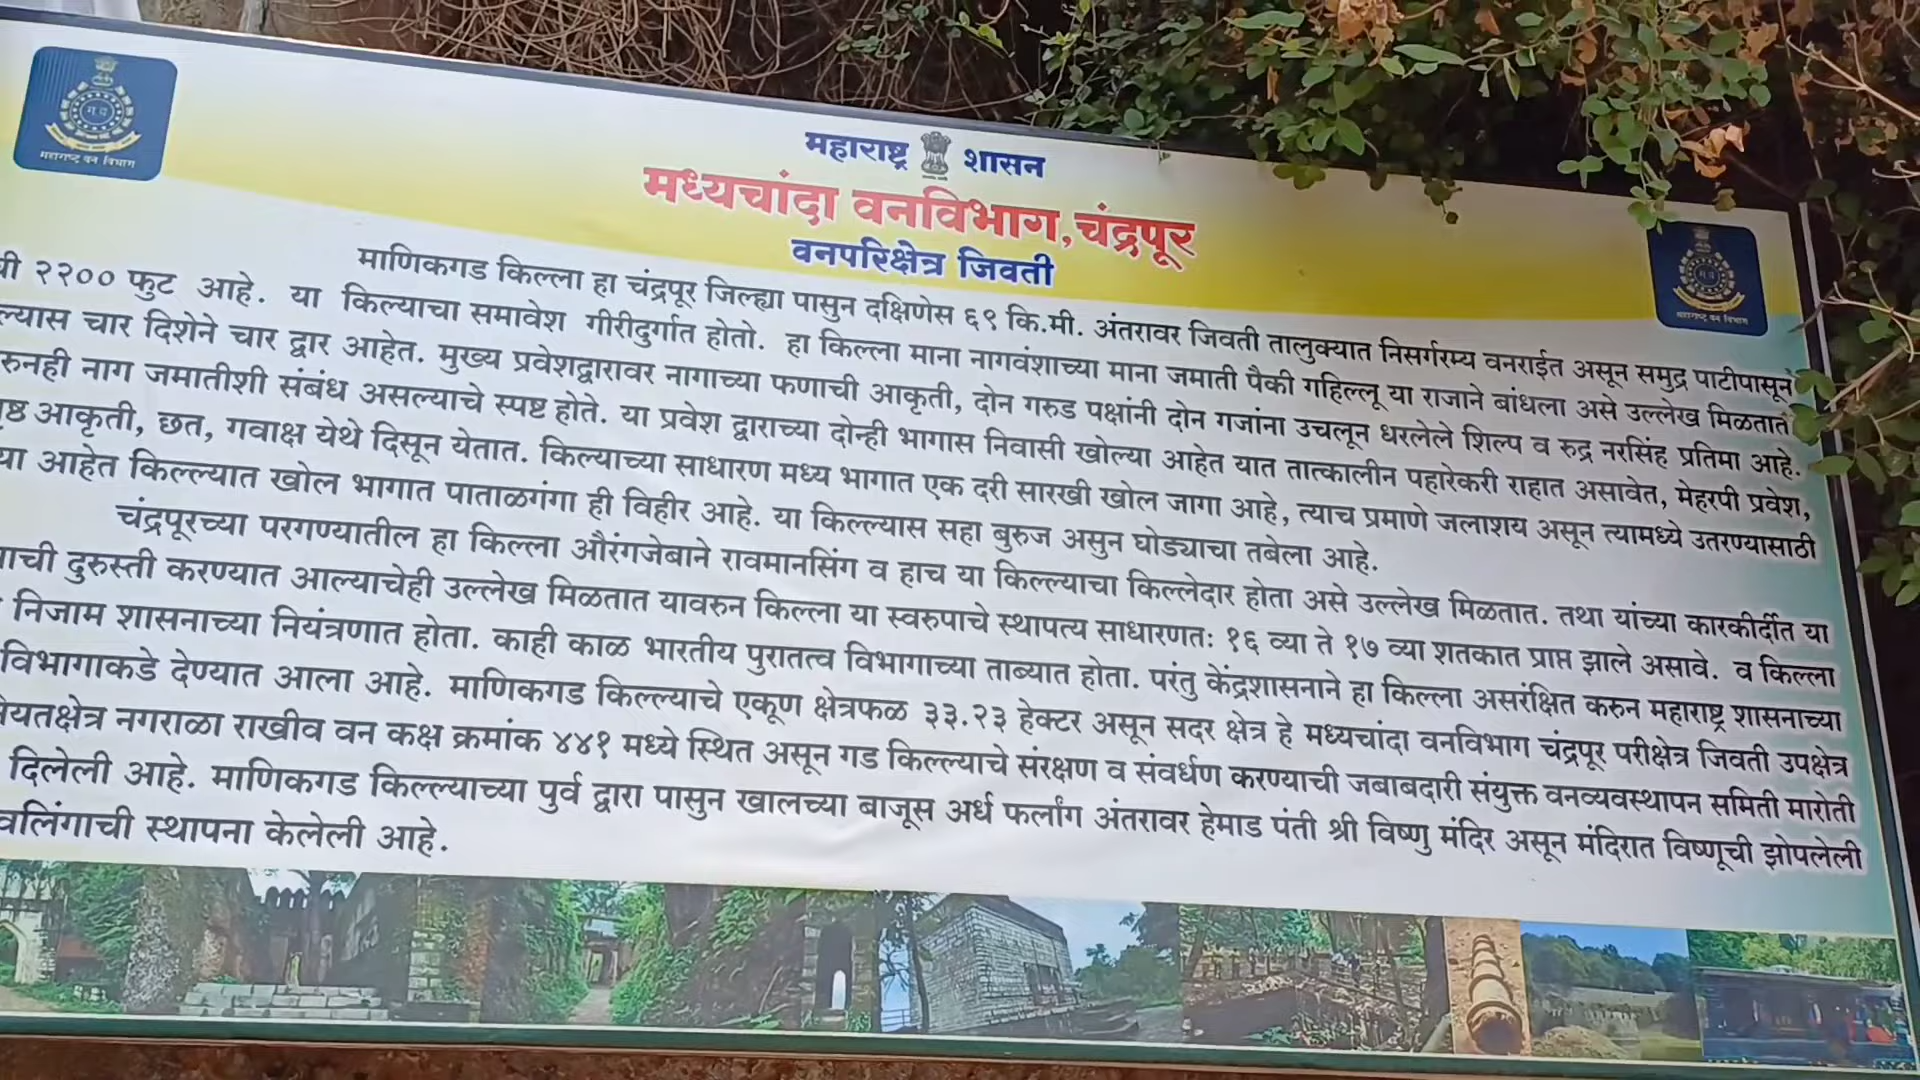 महाराष्ट्र वन विभाग
महाराष्ट्र शासन
मध्यचांदा वनविभाग, चंद्रपूर
वनपरिक्षेत्र जिवती
महाराष्ट्र वन विभाग
माणिकगड किल्ला हा चंद्रपूर जिल्ह्या पासुन दक्षिणेस ६९ कि.मी. अंतरावर जिवती तालुक्यात निसर्गरम्य वनराईत असून समुद्र पाटीपासून
२२०० फुट आहे. या किल्याचा समावेश गीरीदुर्गात होतो. हा किल्ला माना नागवंशाच्या माना जमाती पैकी गहिल्लू या राजाने बांधला असे उल्लेख मिळतात
चार दिशेने चार द्वार आहेत. मुख्य प्रवेशद्वारावर नागाच्या फणाची आकृती, दोन गरुड पक्षांनी दोन गजांना उचलून धरलेले शिल्प व रुद्र नरसिंह प्रतिमा आहे.
नाग जमातीशी संबंध असल्याचे स्पष्ट होते. या प्रवेश द्वाराच्या दोन्ही भागास निवासी खोल्या आहेत यात तात्कालीन पहारेकरी राहात असावेत, मेहरपी प्रवेश,
आकृती, छत, गवाक्ष येथे दिसून येतात. किल्याच्या साधारण मध्य भागात एक दरी सारखी खोल जागा आहे, त्याच प्रमाणे जलाशय असून त्यामध्ये उतरण्यासाठी
आहेत किल्ल्यात खोल भागात पाताळगंगा ही विहीर आहे. या किल्ल्यास सहा बुरुज असुन घोड्याचा तबेला आहे.
चंद्रपूरच्या परगण्यातील हा किल्ला औरंगजेबाने रावमानसिंग व हाच या किल्ल्याचा किल्लेदार होता असे उल्लेख मिळतात. तथा यांच्या कारकीर्दीत या
दुरुस्ती करण्यात आल्याचेही उल्लेख मिळतात यावरुन किल्ला या स्वरुपाचे स्थापत्य साधारणतः १६ व्या ते १७ व्या शतकात प्राप्त झाले असावे. व किल्ला
निजाम शासनाच्या नियंत्रणात होता. काही काळ भारतीय पुरातत्व विभागाच्या ताब्यात होता. परंतु केंद्रशासनाने हा किल्ला असरंक्षित करुन महाराष्ट्र शासनाच्या
विभागाकडे देण्यात आला आहे. माणिकगड किल्ल्याचे एकूण क्षेत्रफळ ३३.२३ हेक्टर असून सदर क्षेत्र हे मध्यचांदा वनविभाग चंद्रपूर परीक्षेत्र जिवती उपक्षेत्र
नगराळा राखीव वन कक्ष क्रमांक ४४१ मध्ये स्थित असून गड किल्ल्याचे संरक्षण व संवर्धण करण्याची जबाबदारी संयुक्त वनव्यवस्थापन समिती मारोती
दिलेली आहे. माणिकगड किल्ल्याच्या पुर्व द्वारा पासुन खालच्या बाजूस अर्ध फर्लांग अंतरावर हेमाड पंती श्री विष्णु मंदिर असून मंदिरात विष्णूची झोपलेली
स्थापना केलेली आहे.